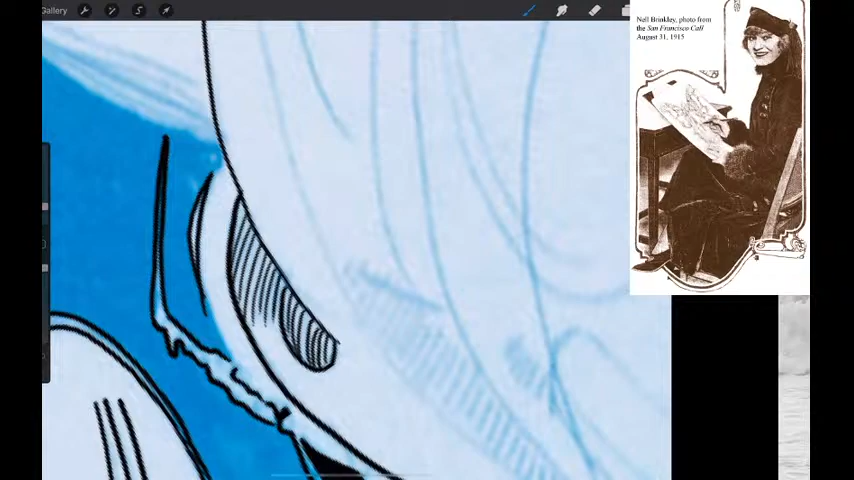 Gallery
Nell Brinkley, photo from
the San Francisco Call
August 31, 1915